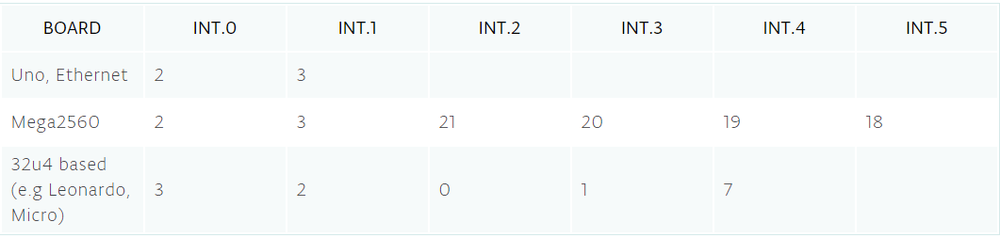 BOARD INT.0 INT.1 INT.2 INT.3 INT.4 INT.5
Uno, Ethernet 2 3
Mega2560 2 3 21 20 19 18
32u4 based
(e.g Leonardo, 3 2 0 1 7
Micro)